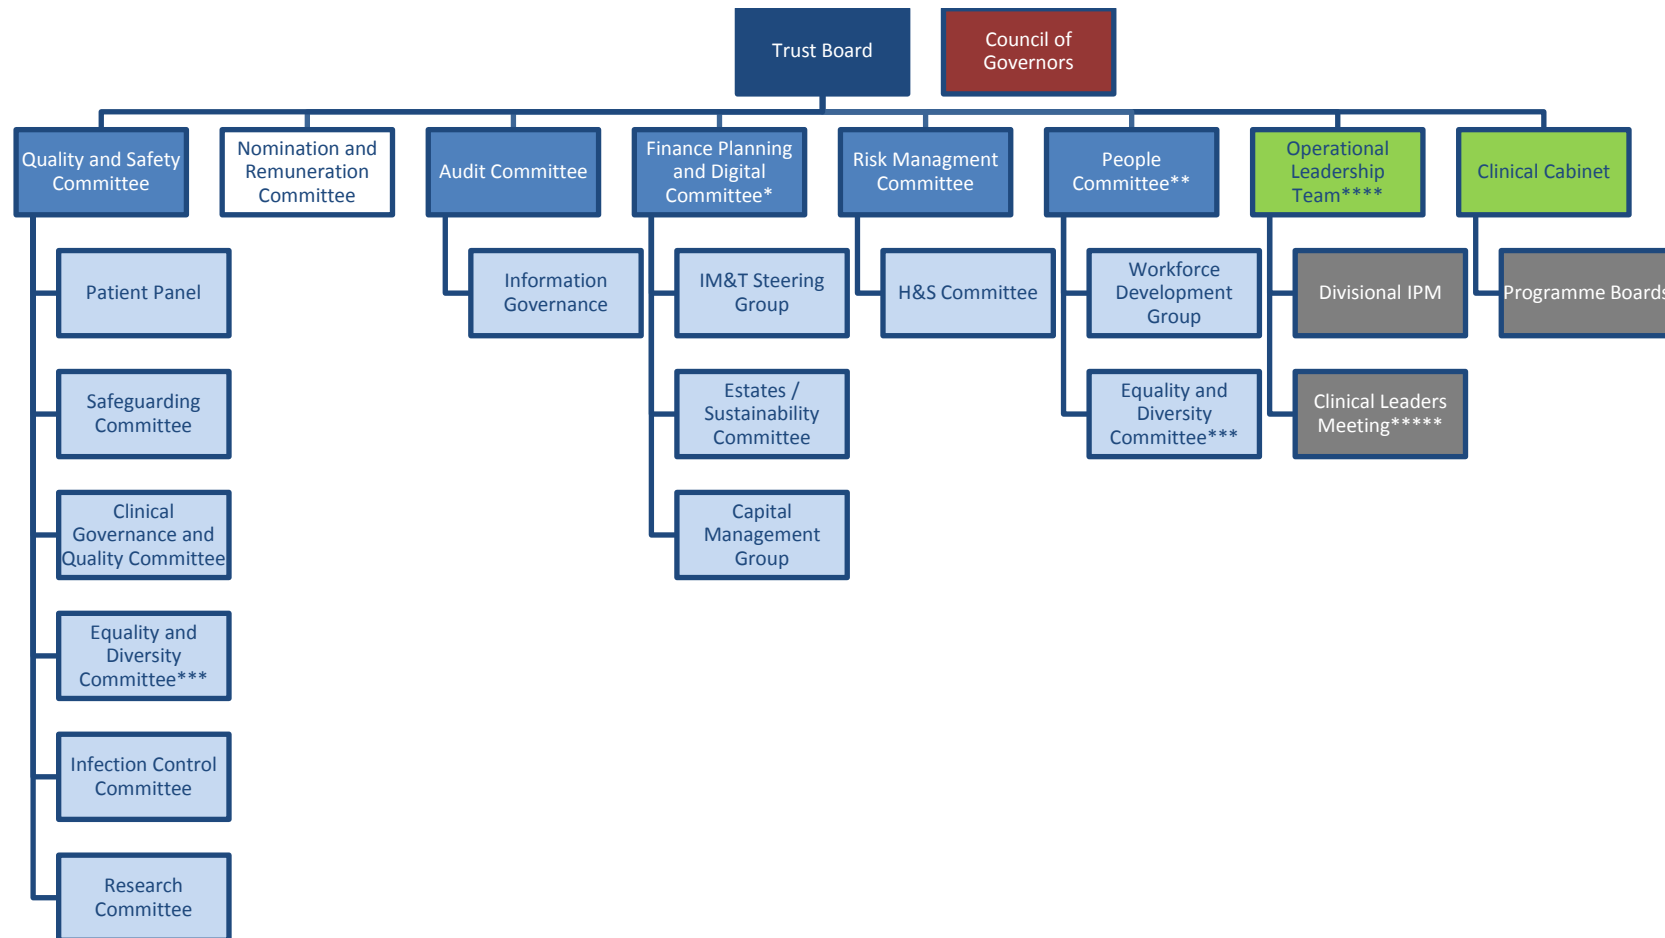 Trust Board
Council of
Governors
Quality and Safety
Committee
Nomination and
Remuneration
Committee
Audit Committee
Finance Planning
and Digital
Committee*
Risk Managment
Committee
People
Committee**
Operational
Leadership
Team****
Clinical Cabinet
Patient Panel
Information
Governance
IM&T Steering
Group
H&S Committee
Workforce
Development
Group
Divisional IPM
Programme Boards
Safeguarding
Committee
Estates /
Sustainability
Committee
Equality and
Diversity
Committee***
Clinical Leaders
Meeting*****
Clinical
Governance and
Quality Committee
Capital
Management
Group
Equality and
Diversity
Committee***
Infection Control
Committee
Research
Committee